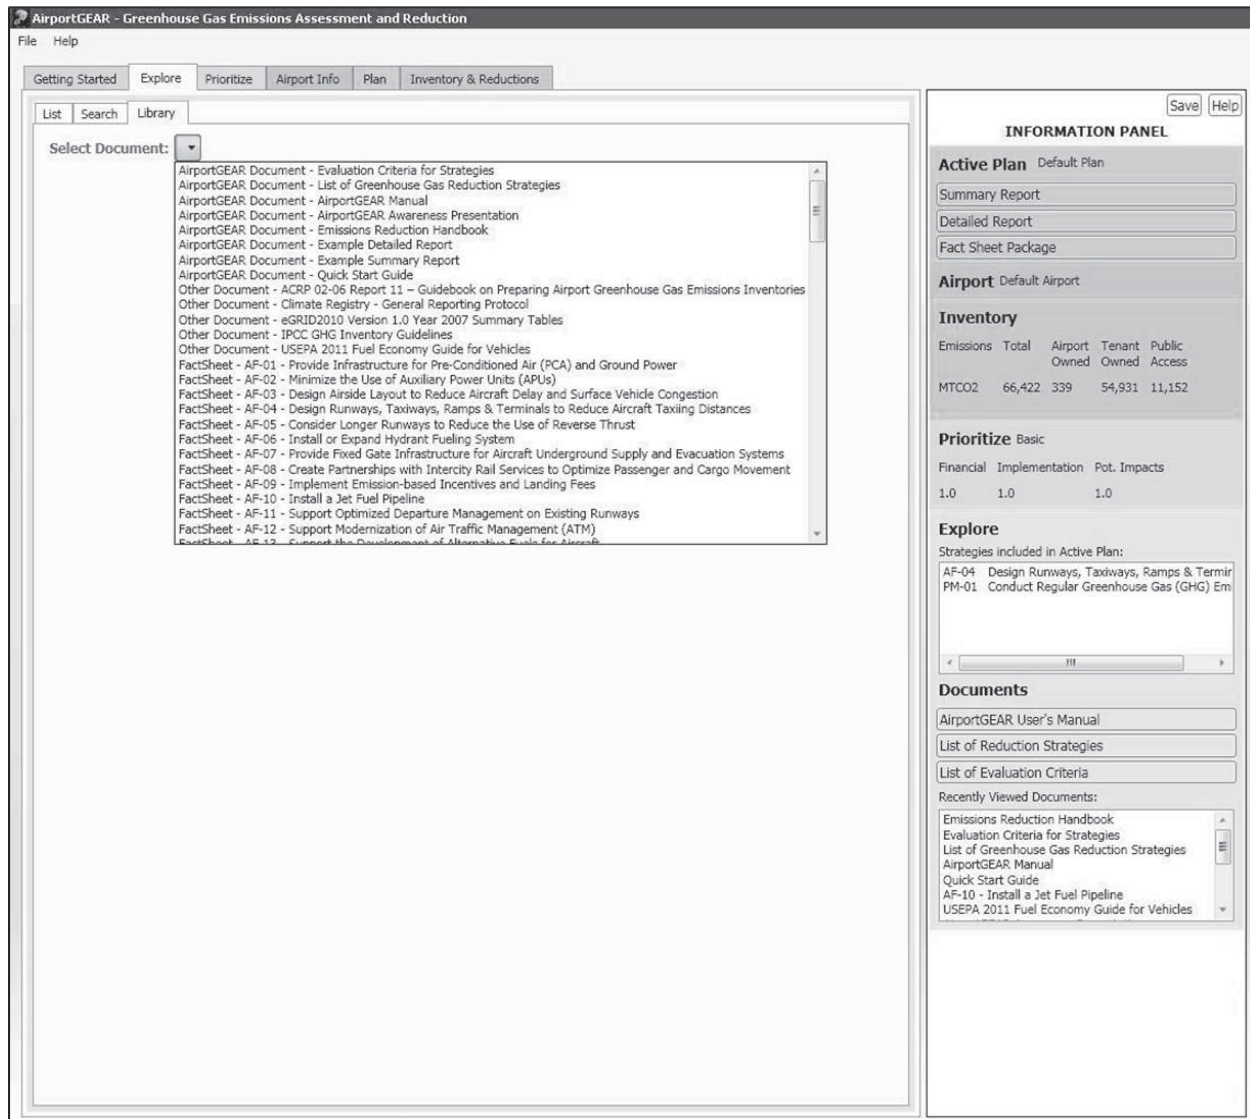 AirportGEAR - Greenhouse Gas Emissions Assessment and Reduction
File Help
Getting Started Explore Prioritize Airport Info Plan Inventory & Reductions
List Search Library
Select Document:
AirportGEAR Document - Evaluation Criteria for Strategies
AirportGEAR Document - List of Greenhouse Gas Reduction Strategies
AirportGEAR Document - AirportGEAR Manual
AirportGEAR Document - AirportGEAR Awareness Presentation
AirportGEAR Document - Emissions Reduction Handbook
AirportGEAR Document - Example Detailed Report
AirportGEAR Document - Example Summary Report
AirportGEAR Document - Quick Start Guide
Other Document - ACRP 02-06 Report 11 – Guidebook on Preparing Airport Greenhouse Gas Emissions Inventories
Other Document - Climate Registry - General Reporting Protocol
Other Document - eGRID2010 Version 1.0 Year 2007 Summary Tables
Other Document - IPCC GHG Inventory Guidelines
Other Document - USEPA 2011 Fuel Economy Guide for Vehicles
FactSheet - AF-01 - Provide Infrastructure for Pre-Conditioned Air (PCA) and Ground Power
FactSheet - AF-02 - Minimize the Use of Auxiliary Power Units (APUs)
FactSheet - AF-03 - Design Airside Layout to Reduce Aircraft Delay and Surface Vehicle Congestion
FactSheet - AF-04 - Design Runways, Taxiways, Ramps & Terminals to Reduce Aircraft Taxiing Distances
FactSheet - AF-05 - Consider Longer Runways to Reduce the Use of Reverse Thrust
FactSheet - AF-06 - Install or Expand Hydrant Fueling System
FactSheet - AF-07 - Provide Fixed Gate Infrastructure for Aircraft Underground Supply and Evacuation Systems
FactSheet - AF-08 - Create Partnerships with Intercity Rail Services to Optimize Passenger and Cargo Movement
FactSheet - AF-09 - Implement Emission-based Incentives and Landing Fees
FactSheet - AF-10 - Install a Jet Fuel Pipeline
FactSheet - AF-11 - Support Optimized Departure Management on Existing Runways
FactSheet - AF-12 - Support Modernization of Air Traffic Management (ATM)
FactSheet - AF-13 - Support the Development of Alternative Fuels for Aircraft
Save Help
INFORMATION PANEL
Active Plan Default Plan
Summary Report
Detailed Report
Fact Sheet Package
Airport Default Airport
Inventory
Emissions Total Airport Tenant Public
Owned Owned Access
MTCO2 66,422 339 54,931 11,152
Prioritize Basic
Financial Implementation Pot. Impacts
1.0 1.0 1.0
Explore
Strategies included in Active Plan:
AF-04 Design Runways, Taxiways, Ramps & Termin
PM-01 Conduct Regular Greenhouse Gas (GHG) Emi
Documents
AirportGEAR User's Manual
List of Reduction Strategies
List of Evaluation Criteria
Recently Viewed Documents:
Emissions Reduction Handbook
Evaluation Criteria for Strategies
List of Greenhouse Gas Reduction Strategies
AirportGEAR Manual
Quick Start Guide
AF-10 - Install a Jet Fuel Pipeline
USEPA 2011 Fuel Economy Guide for Vehicles